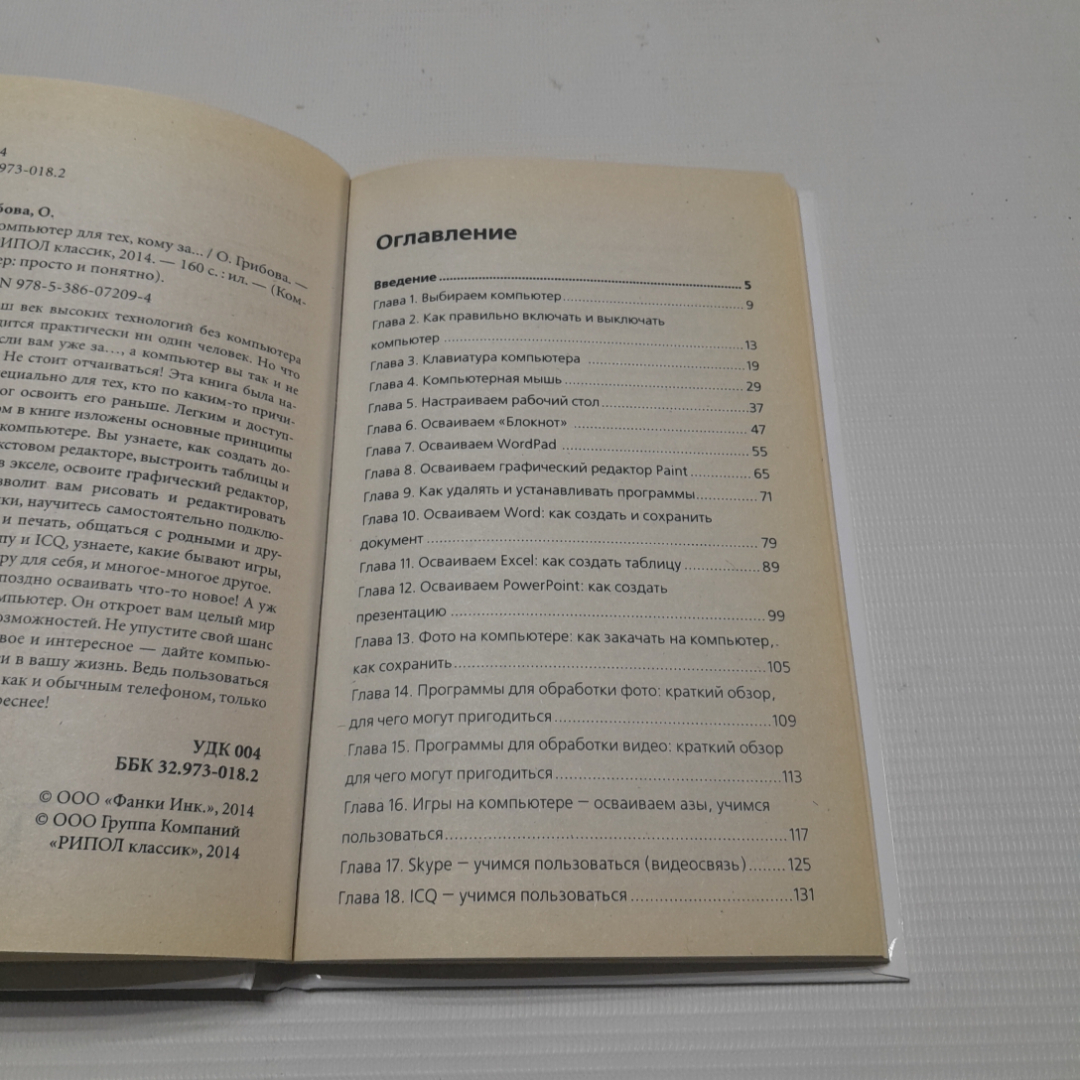 4
973-018.2
бова, О.
омпьютер для тех, кому за... / О. Грибова. —
ИПОЛ классик, 2014. — 160 с. : ил. — (Ком-
ер: просто и понятно).
N 978-5-386-07209-4
ш век высоких технологий без компьютера
дится практически ни один человек. Но что
сли вам уже за…, а компьютер вы так и не
Не стоит отчаиваться! Эта книга была на-
пециально для тех, кто по каким-то причи-
ог освоить его раньше. Легким и доступ-
ом в книге изложены основные принципы
компьютере. Вы узнаете, как создать до-
кстовом редакторе, выстроить таблицы и
в экселе, освоите графический редактор,
зволит вам рисовать и редактировать
ки, научитесь самостоятельно подклю-
и печать, общаться с родными и дру-
пу и ICQ, узнаете, какие бывают игры,
ру для себя, и многое-многое другое.
поздно осваивать что-то новое! А уж
мпьютер. Он откроет вам целый мир
озможностей. Не упустите свой шанс
вое и интересное — дайте компью-
и в вашу жизнь. Ведь пользоваться
как и обычным телефоном, только
реснее!
УДК 004
ББК 32.973-018.2
© ООО «Фанки Инк.», 2014
© ООО Группа Компаний
«РИПОЛ классик», 2014
Оглавление
Введение ........ 5
Глава 1. Выбираем компьютер ........ 9
Глава 2. Как правильно включать и выключать
компьютер ........ 13
Глава 3. Клавиатура компьютера ........ 19
Глава 4. Компьютерная мышь ........ 29
Глава 5. Настраиваем рабочий стол ........ 37
Глава 6. Осваиваем «Блокнот» ........ 47
Глава 7. Осваиваем WordPad ........ 55
Глава 8. Осваиваем графический редактор Paint ........ 65
Глава 9. Как удалять и устанавливать программы ........ 71
Глава 10. Осваиваем Word: как создать и сохранить
документ ........ 79
Глава 11. Осваиваем Excel: как создать таблицу ........ 89
Глава 12. Осваиваем PowerPoint: как создать
презентацию ........ 99
Глава 13. Фото на компьютере: как закачать на компьютер,
как сохранить ........ 105
Глава 14. Программы для обработки фото: краткий обзор,
для чего могут пригодиться ........ 109
Глава 15. Программы для обработки видео: краткий обзор
для чего могут пригодиться ........ 113
Глава 16. Игры на компьютере — осваиваем азы, учимся
пользоваться ........ 117
Глава 17. Skype — учимся пользоваться (видеосвязь) ........ 125
Глава 18. ICQ — учимся пользоваться ........ 131